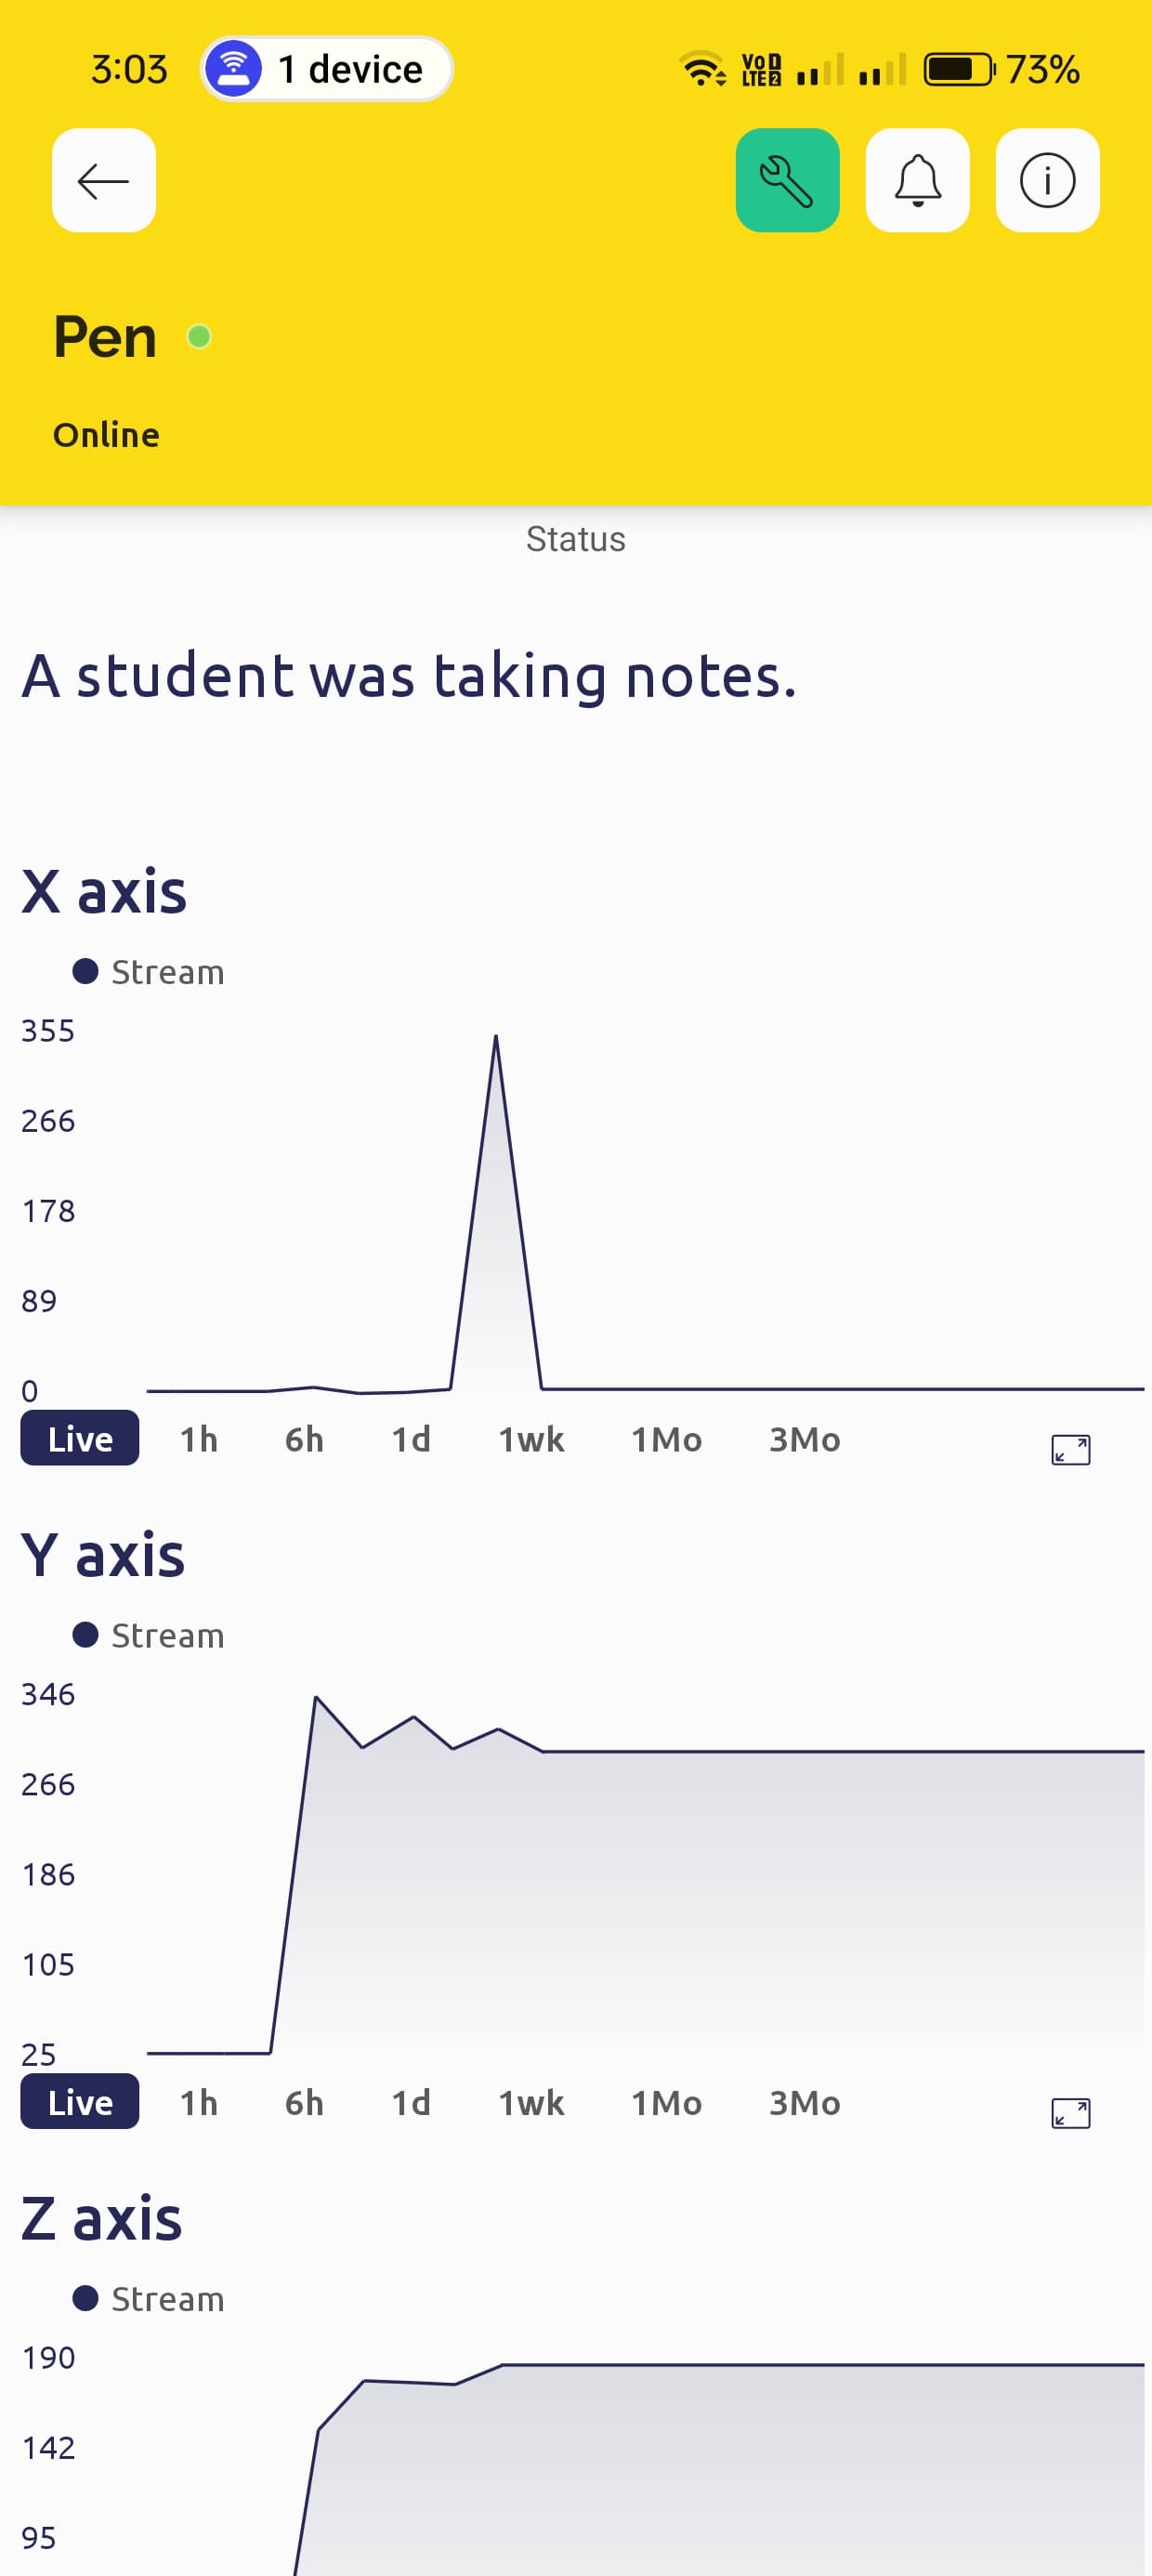 3:03 1 device VoD LTE2 73%
Pen
Online
Status
A student was taking notes.
X axis
Stream
355
266
178
89
0
Live 1h 6h 1d 1wk 1Mo 3Mo
Y axis
Stream
346
266
186
105
25
Live 1h 6h 1d 1wk 1Mo 3Mo
Z axis
Stream
190
142
95